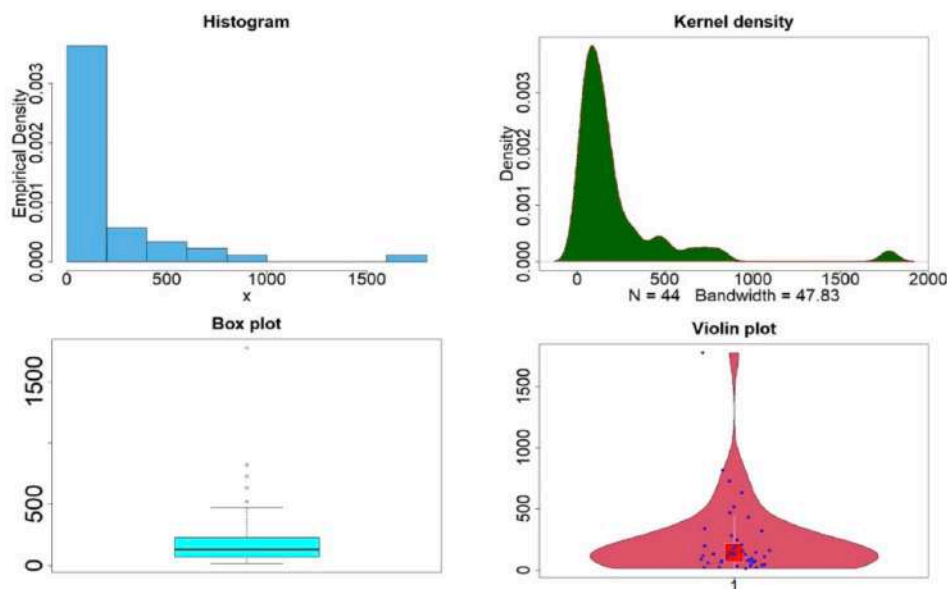 Histogram
Empirical Density
0.000 0.001 0.002 0.003
0 500 1000 1500
x
Kernel density
Density
0.000 0.001 0.002 0.003
0 500 1000 1500 2000
N = 44 Bandwidth = 47.83
Box plot
0 500 1500
Violin plot
0 500 1000 1500
1